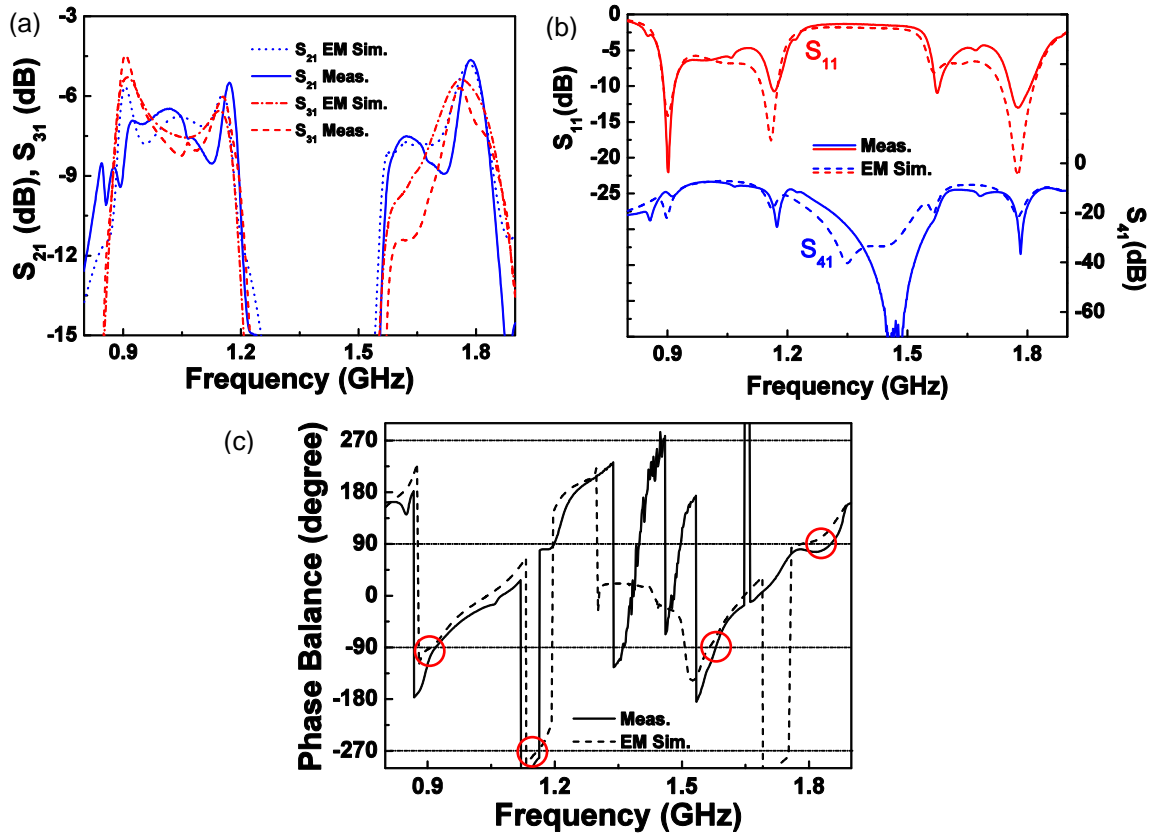 (a)
-3
-6
-9
-12
-15
S21 (dB), S31 (dB)
S21 EM Sim.
S21 Meas.
S31 EM Sim.
S31 Meas.
0.9 1.2 1.5 1.8
Frequency (GHz)
(b)
0
-5
-10
-15
-20
-25
S11(dB)
S11
Meas.
EM Sim.
S41
0
-20
-40
-60
S41(dB)
0.9 1.2 1.5 1.8
Frequency (GHz)
(c)
270
180
90
0
-90
-180
-270
Phase Balance (degree)
Meas.
EM Sim.
0.9 1.2 1.5 1.8
Frequency (GHz)